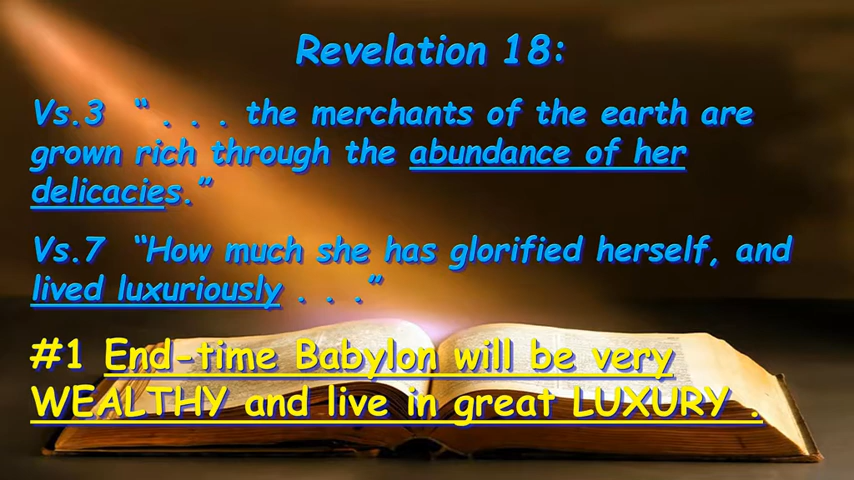 Revelation 18:
Vs.3 “ . . . the merchants of the earth are
grown rich through the abundance of her
delicacies.”
Vs.7 “How much she has glorified herself, and
lived luxuriously . . .”
#1 End-time Babylon will be very
WEALTHY and live in great LUXURY .